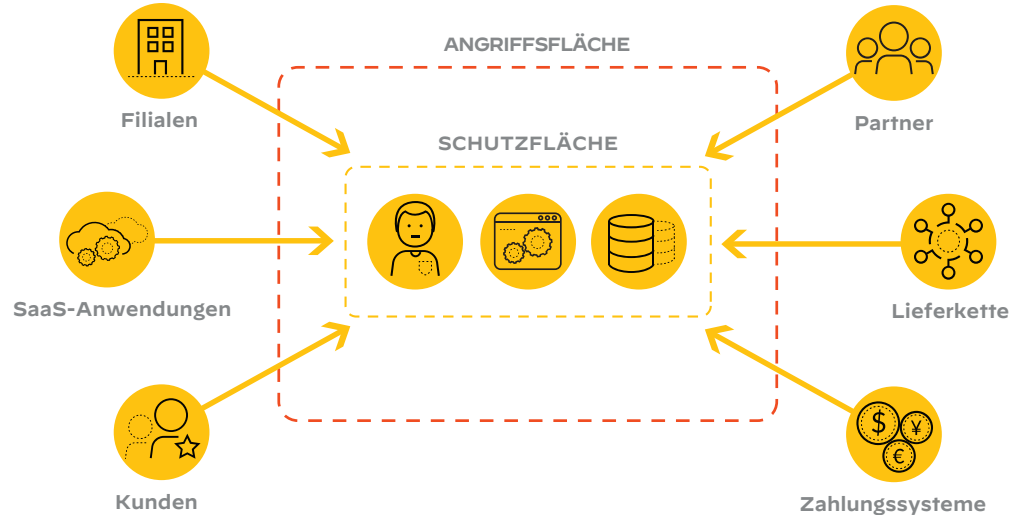 ANGRIFFSFLÄCHE
Filialen
Partner
SCHUTZFLÄCHE
SaaS-Anwendungen
Lieferkette
$
¥
€
Kunden
Zahlungssysteme